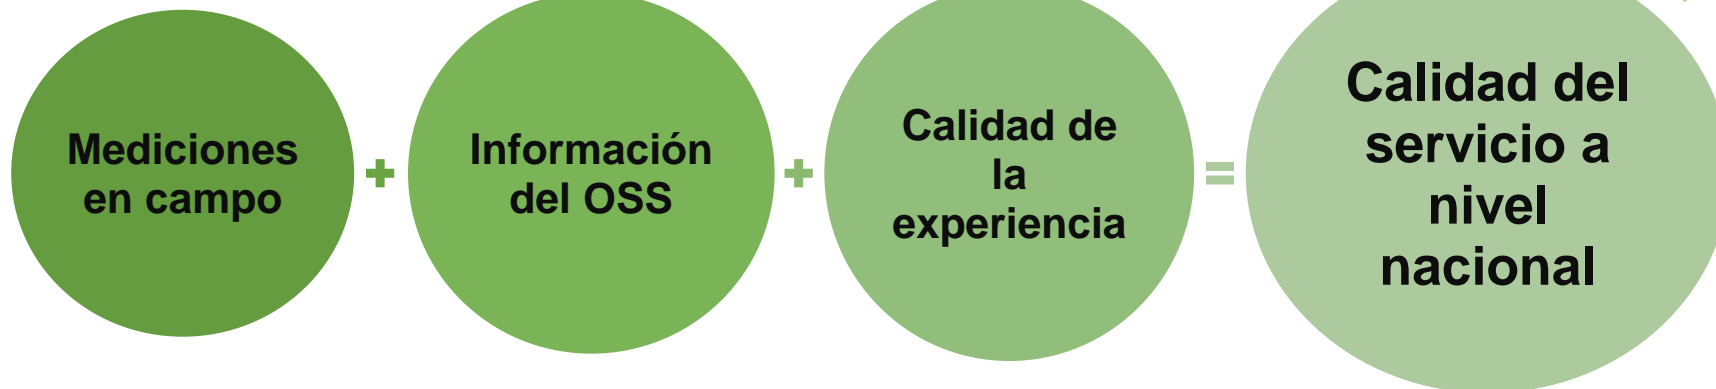 Mediciones
en campo
+
Información
del OSS
+
Calidad de
la
experiencia
=
Calidad del
servicio a
nivel
nacional